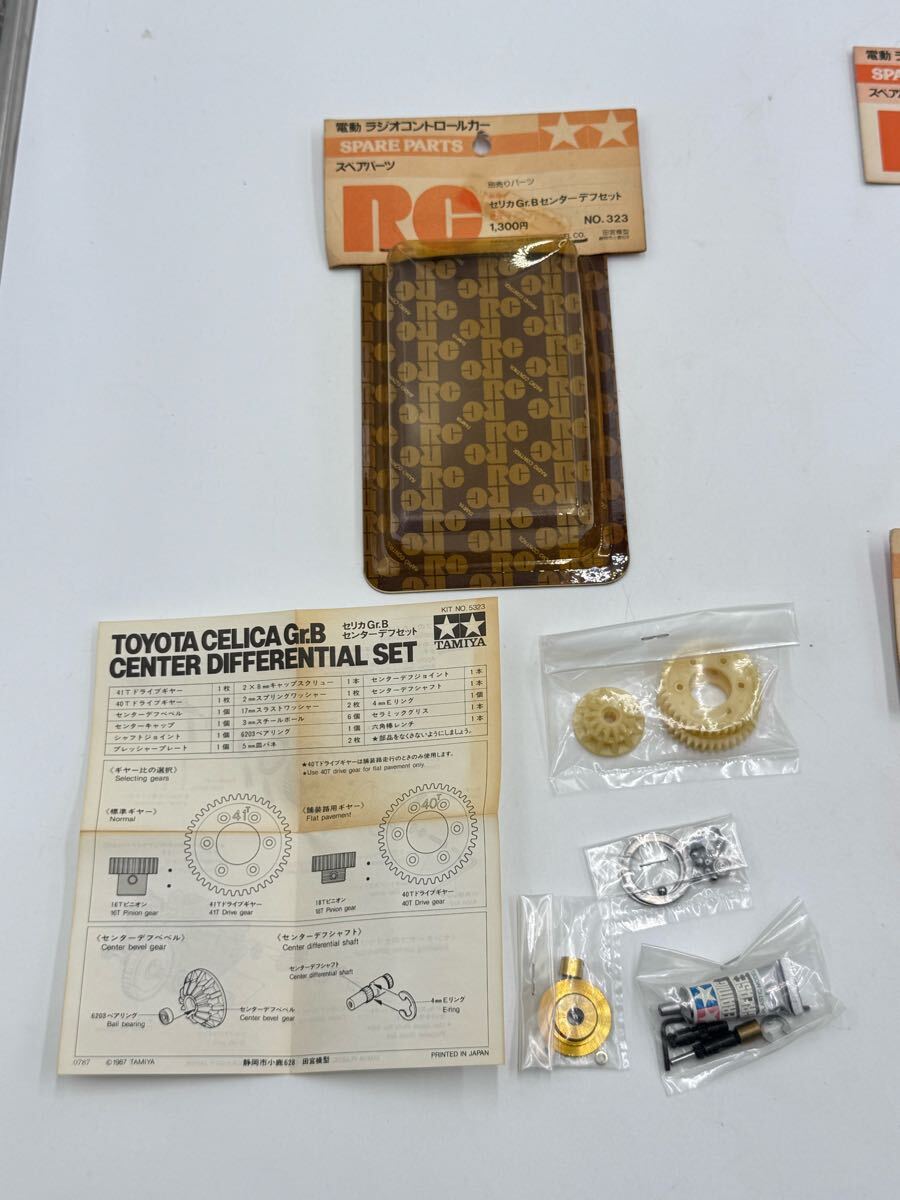 電動 ラジオコントロールカー
SPARE PARTS
スペアパーツ
RC
別売りパーツ
セリカGr.Bセンターデフセット
1,300円
NO. 323
田宮模型
電動 ラ
SPA
スペア
RC
RADIO CONTROL
TAMIYA
KIT NO. 5323
TOYOTA CELICA Gr.B
CENTER DIFFERENTIAL SET
セリカ Gr.B
センターデフセット
TAMIYA
41Tドライブギヤー 1枚
40Tドライブギヤー 1枚
センターデフベベル 1個
センターキャップ 1個
シャフトジョイント 1個
プレッシャープレート 1個
2×8㎜キャップスクリュー 1本
2㎜スプリングワッシャー 1枚
17㎜スラストワッシャー 2枚
3㎜スチールボール 6個
6203ベアリング 1個
5㎜皿バネ 2枚
センターデフジョイント 1本
センターデフシャフト 1本
4㎜Eリング 1個
セラミックグリス 1本
六角棒レンチ 1本
★部品をなくさないようにしましょう。
《ギヤー比の選択》
Selecting gears
★40Tドライブギヤーは舗装路走行のときのみ使用します。
★Use 40T drive gear for flat pavement only.
〈標準ギヤー〉
Normal
41T
〈舗装路用ギヤー〉
Flat pavement
40T
16Tピニオン
16T Pinion gear
41Tドライブギヤー
41T Drive gear
18Tピニオン
18T Pinion gear
40Tドライブギヤー
40T Drive gear
《センターデフベベル》
Center bevel gear
6203ベアリング
Ball bearing
センターデフベベル
Center bevel gear
《センターデフシャフト》
Center differential shaft
センターデフシャフト
Center differential shaft
4㎜Eリング
E-ring
0787
©1987 TAMIYA
静岡市小鹿628 田宮模型
PRINTED IN JAPAN